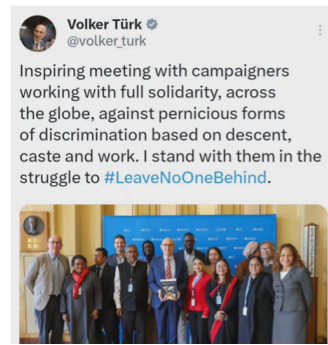 Volker Türk
@volker_turk
Inspiring meeting with campaigners
working with full solidarity, across
the globe, against pernicious forms
of discrimination based on descent,
caste and work. I stand with them in the
struggle to #LeaveNoOneBehind.